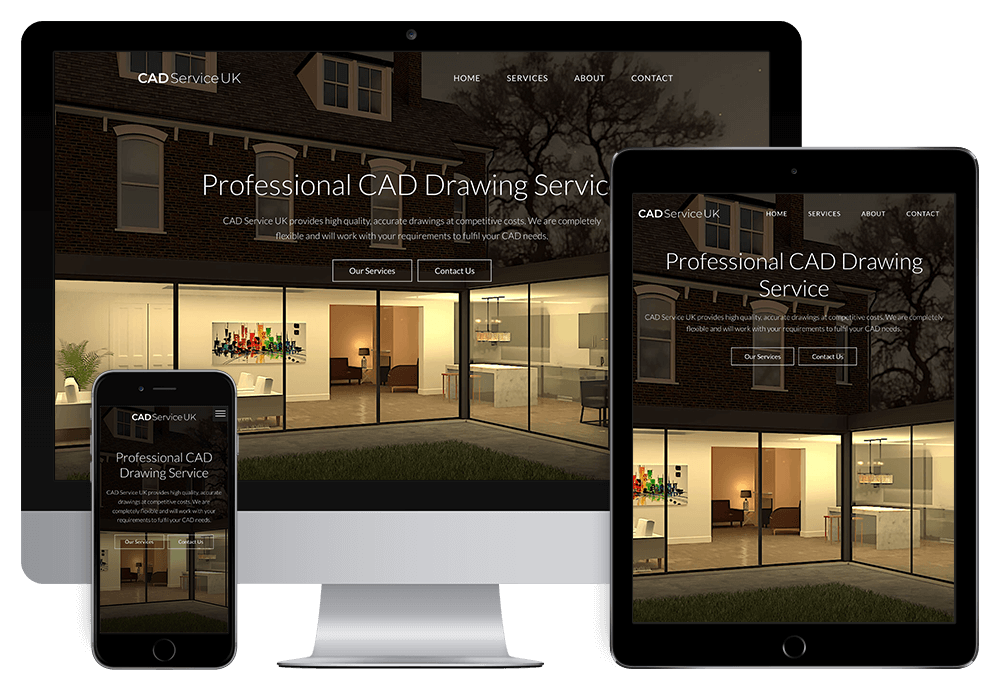 CAD Service UK
HOME SERVICES ABOUT CONTACT
Professional CAD Drawing Servic
CAD Service UK provides high quality, accurate drawings at competitive costs. We are completely
flexible and will work with your requirements to fulfil your CAD needs.
Our Services Contact Us
CAD Service UK
HOME SERVICES ABOUT CONTACT
Professional CAD Drawing
Service
CAD Service UK provides high quality, accurate drawings at competitive costs. We are completely
flexible and will work with your requirements to fulfil your CAD needs.
Our Services Contact Us
CAD Service UK
Professional CAD
Drawing Service
CAD Service UK provides high quality, accurate
drawings at competitive costs. We are
completely flexible and will work with your
requirements to fulfil your CAD needs.
Our Services Contact Us